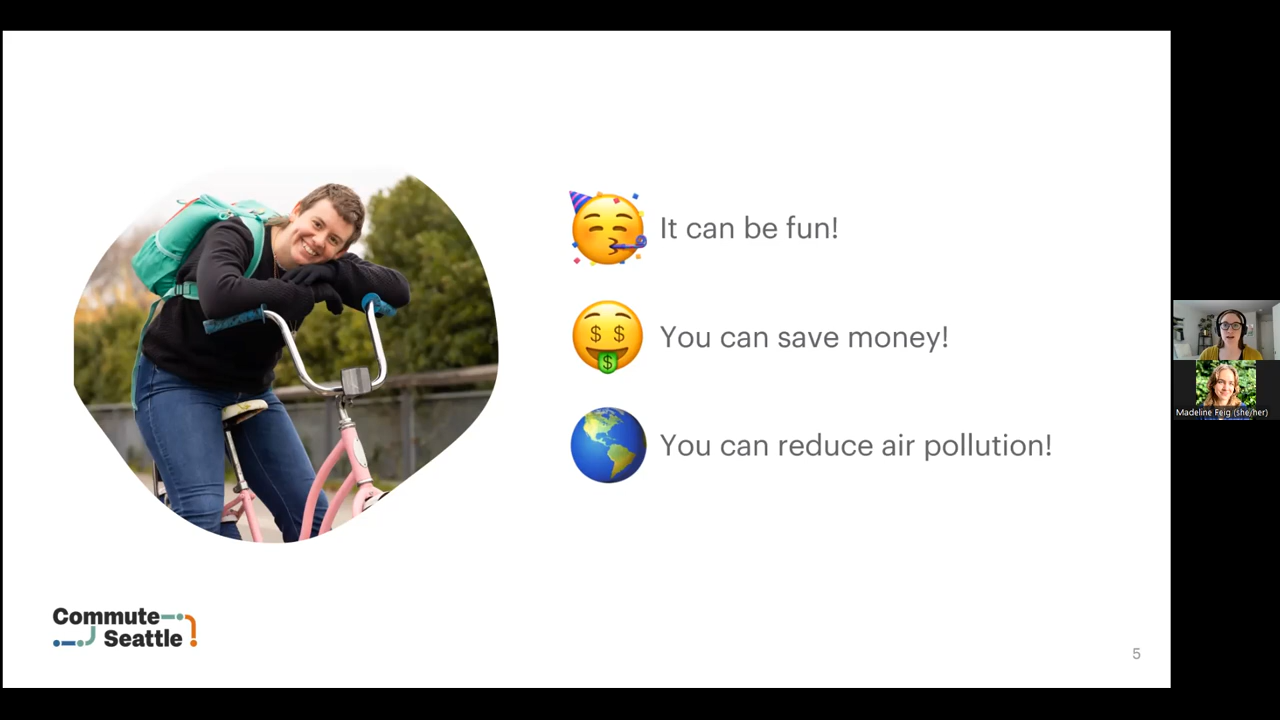 It can be fun!
You can save money!
You can reduce air pollution!
Commute
Seattle
5
Madeline Feig (she/her)